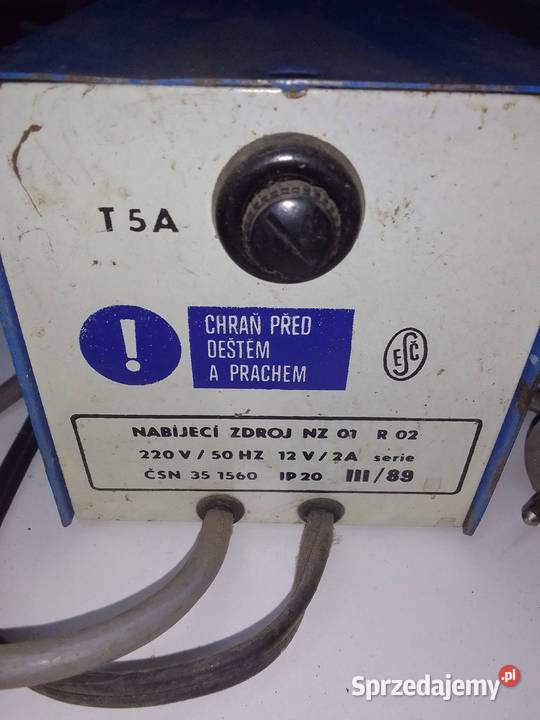 T 5A
!
CHRAŇ PŘED
DEŠTĚM
A PRACHEM
ESČ
NABÍJECÍ ZDROJ NZ 01 R 02
220 V / 50 HZ 12 V / 2A serie
ČSN 35 1560 IP 20 III / 89
Sprzedajemy.pl